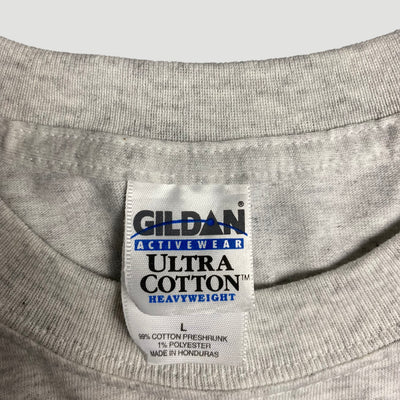 GILDAN®
ACTIVEWEAR
ULTRA
COTTON™
HEAVYWEIGHT
L
99% COTTON PRESHRUNK
1% POLYESTER
MADE IN HONDURAS